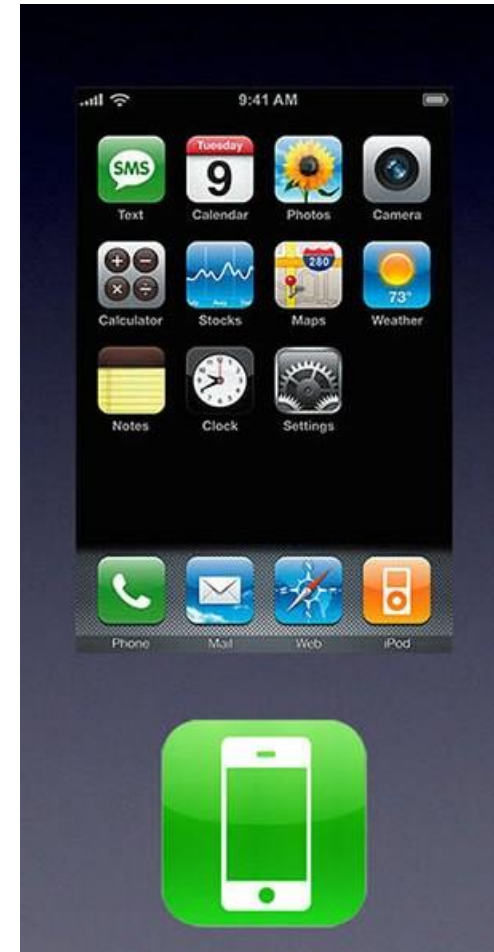 9:41 AM
SMS
Tuesday
9
Text Calendar Photos Camera
280
73°
Calculator Stocks Maps Weather
Notes Clock Settings
Phone Mail Web iPod